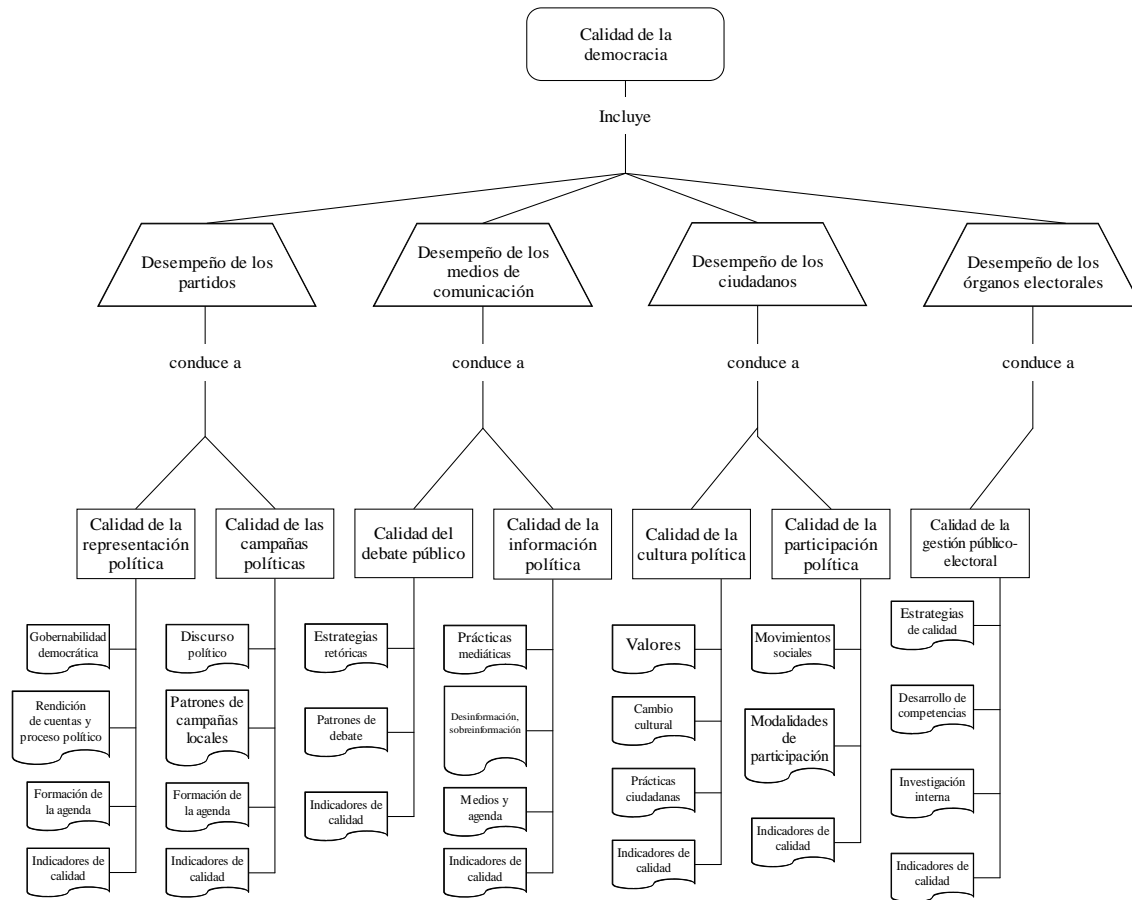 Calidad de la
democracia
Incluye
Desempeño de los
partidos
Desempeño de los
medios de
comunicación
Desempeño de los
ciudadanos
Desempeño de los
órganos electorales
conduce a
conduce a
conduce a
conduce a
Calidad de la
representación
política
Calidad de las
campañas
políticas
Calidad del
debate público
Calidad de la
información
política
Calidad de la
cultura política
Calidad de la
participación
política
Calidad de la
gestión público-
electoral
Gobernabilidad
democrática
Rendición
de cuentas y
proceso político
Formación de
la agenda
Indicadores de
calidad
Discurso
político
Patrones de
campañas
locales
Formación de
la agenda
Indicadores de
calidad
Estrategias
retóricas
Patrones de
debate
Indicadores de
calidad
Prácticas
mediáticas
Desinformación,
sobreinformación
Medios y
agenda
Indicadores de
calidad
Valores
Cambio
cultural
Prácticas
ciudadanas
Indicadores de
calidad
Movimientos
sociales
Modalidades
de
participación
Indicadores de
calidad
Estrategias
de calidad
Desarrollo de
competencias
Investigación
interna
Indicadores de
calidad